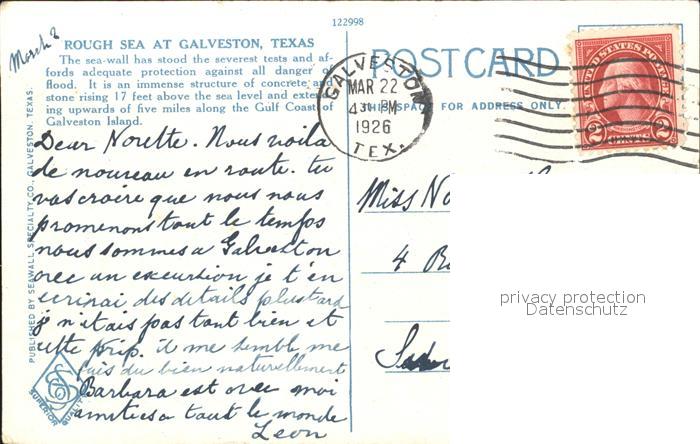 122998
March 2
ROUGH SEA AT GALVESTON, TEXAS
The sea-wall has stood the severest tests and af-
fords adequate protection against all danger of
flood. It is an immense structure of concrete and
stone rising 17 feet above the sea level and extend-
ing upwards of five miles along the Gulf Coast of
Galveston Island.
POST CARD
THIS SPACE FOR ADDRESS ONLY.
GALVESTON
MAR 22
4 30 PM
1926
TEX.
UNITED STATES POSTAGE
2 CENTS 2
Dear Norette. Nous voila
de nouveau en route. tu
vas croire que nous nous
promenons tout le temps
nous sommes a Galveston
avec un excursion je t'en
ecrirai des details plus tard
je n'etais pas tout bien et
cette trip. il me semble me
fais du bien naturellement
Barbara est avec moi
amities a tout le monde
Leon
Miss No
4
PUBLISHED BY SEAWALL SPECIALTY CO., GALVESTON, TEXAS.
SUPERIOR QUALITY
privacy protection
Datenschutz